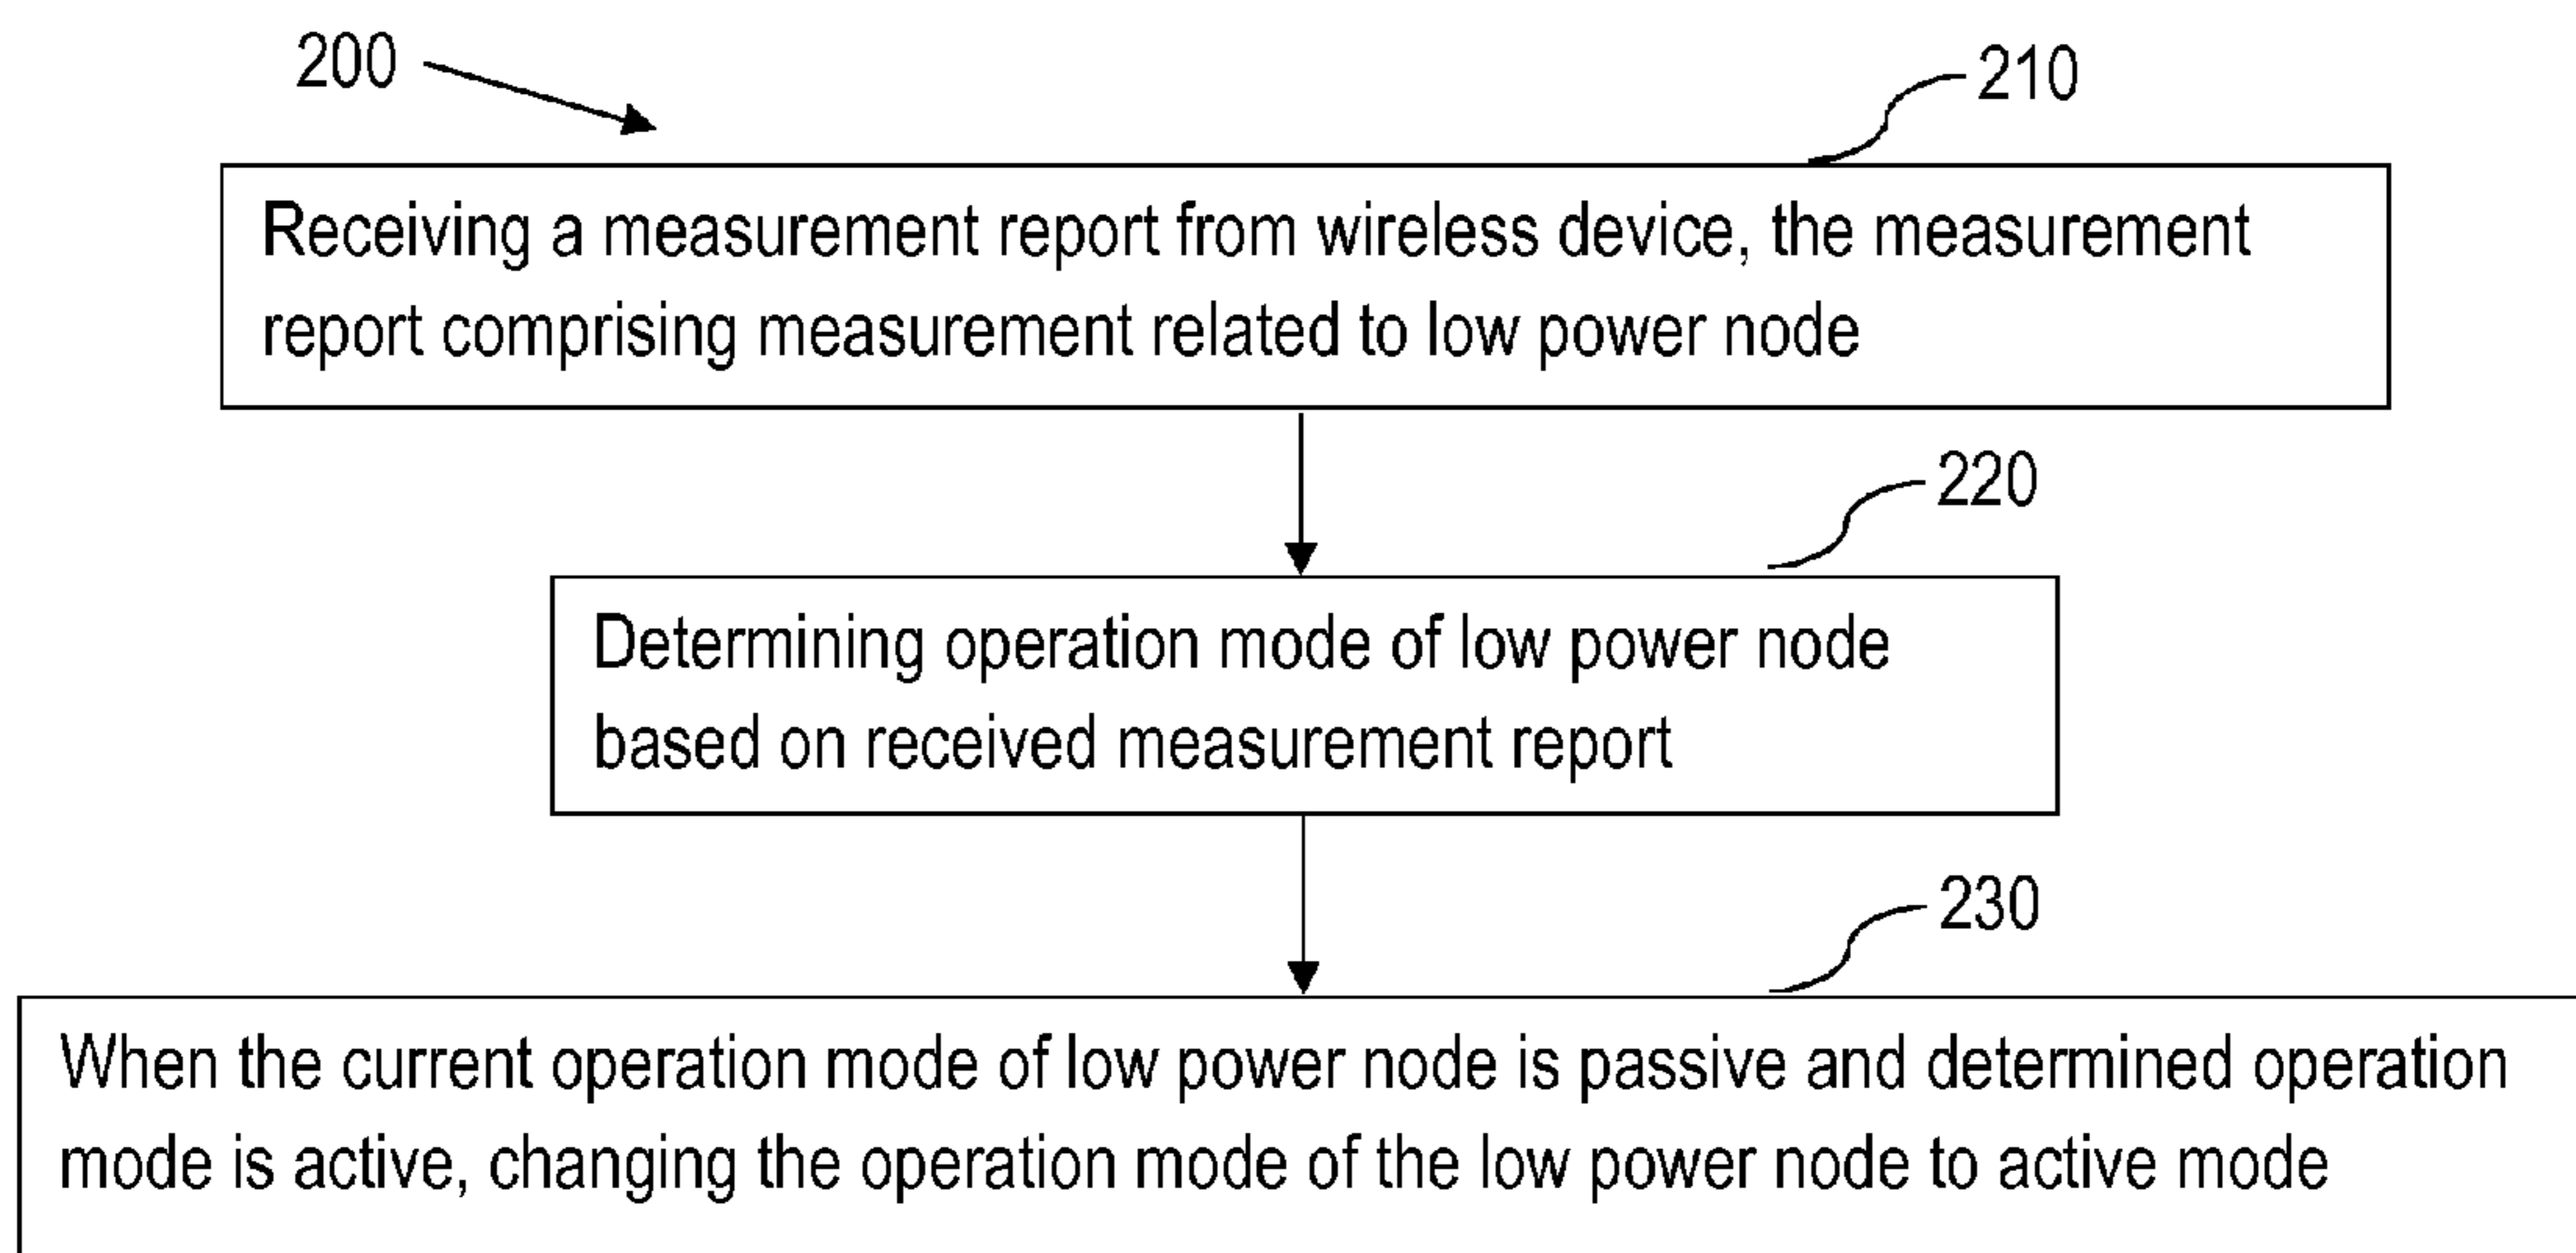 200
210
Receiving a measurement report from wireless device, the measurement
report comprising measurement related to low power node
220
Determining operation mode of low power node
based on received measurement report
230
When the current operation mode of low power node is passive and determined operation
mode is active, changing the operation mode of the low power node to active mode